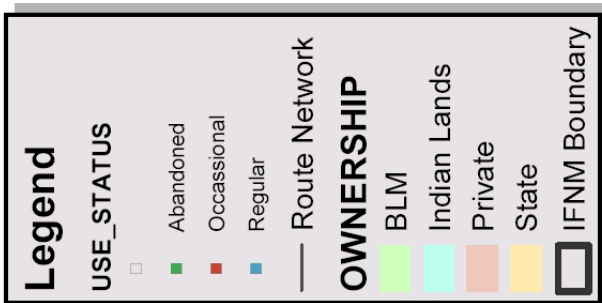 Legend
USE_STATUS
Abandoned
Occassional
Regular
Route Network
OWNERSHIP
BLM
Indian Lands
Private
State
IFNM Boundary